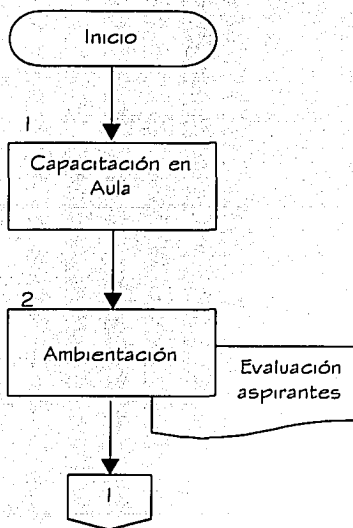 Inicio
1
Capacitación en
Aula
2
Ambientación
Evaluación
aspirantes
1